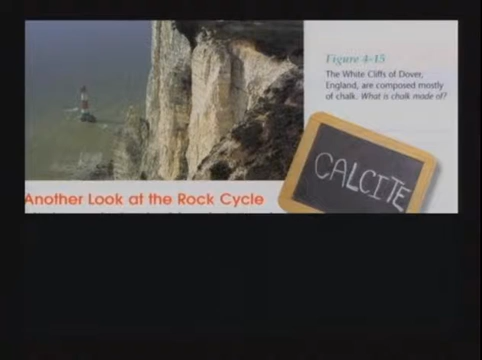 Figure 4-15
The White Cliffs of Dover,
England, are composed mostly
of chalk. What is chalk made of?
CALCITE
Another Look at the Rock Cycle